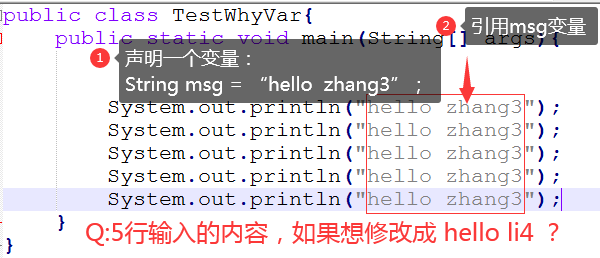 public class TestWhyVar{
public static void main(String[] args){
1 声明一个变量：
String msg = “hello zhang3” ；
2 引用msg变量
System.out.println("hello zhang3");
System.out.println("hello zhang3");
System.out.println("hello zhang3");
System.out.println("hello zhang3");
System.out.println("hello zhang3");
}
Q:5行输入的内容，如果想修改成 hello li4 ？
}